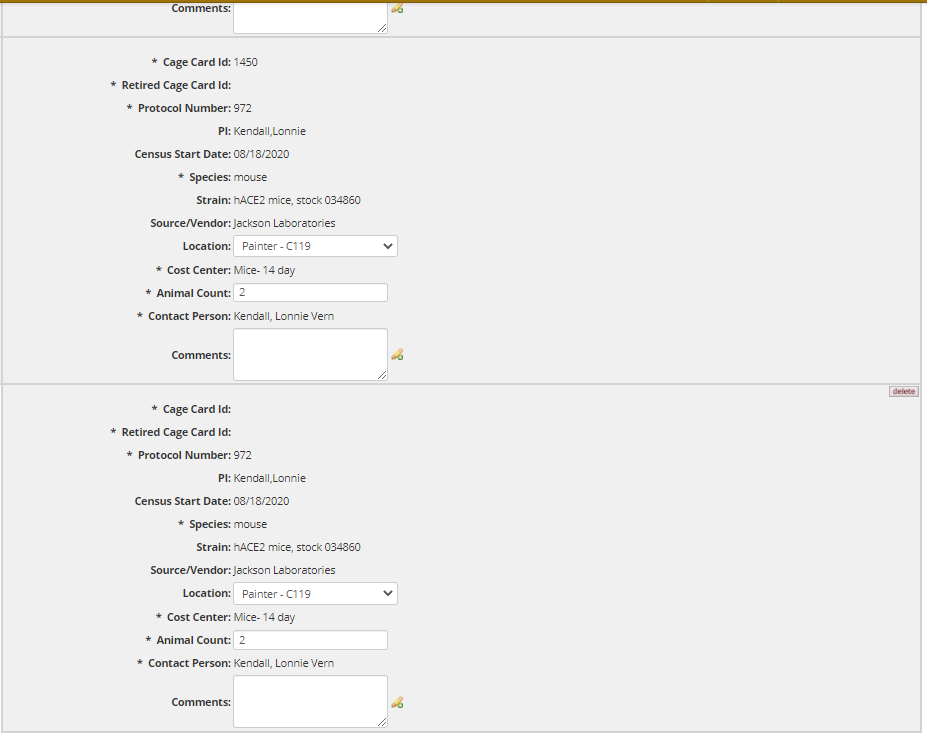 Comments:
* Cage Card Id: 1450
* Retired Cage Card Id:
* Protocol Number: 972
PI: Kendall,Lonnie
Census Start Date: 08/18/2020
* Species: mouse
Strain: hACE2 mice, stock 034860
Source/Vendor: Jackson Laboratories
Location: Painter - C119
* Cost Center: Mice- 14 day
* Animal Count: 2
* Contact Person: Kendall, Lonnie Vern
Comments:
delete
* Cage Card Id:
* Retired Cage Card Id:
* Protocol Number: 972
PI: Kendall,Lonnie
Census Start Date: 08/18/2020
* Species: mouse
Strain: hACE2 mice, stock 034860
Source/Vendor: Jackson Laboratories
Location: Painter - C119
* Cost Center: Mice- 14 day
* Animal Count: 2
* Contact Person: Kendall, Lonnie Vern
Comments: